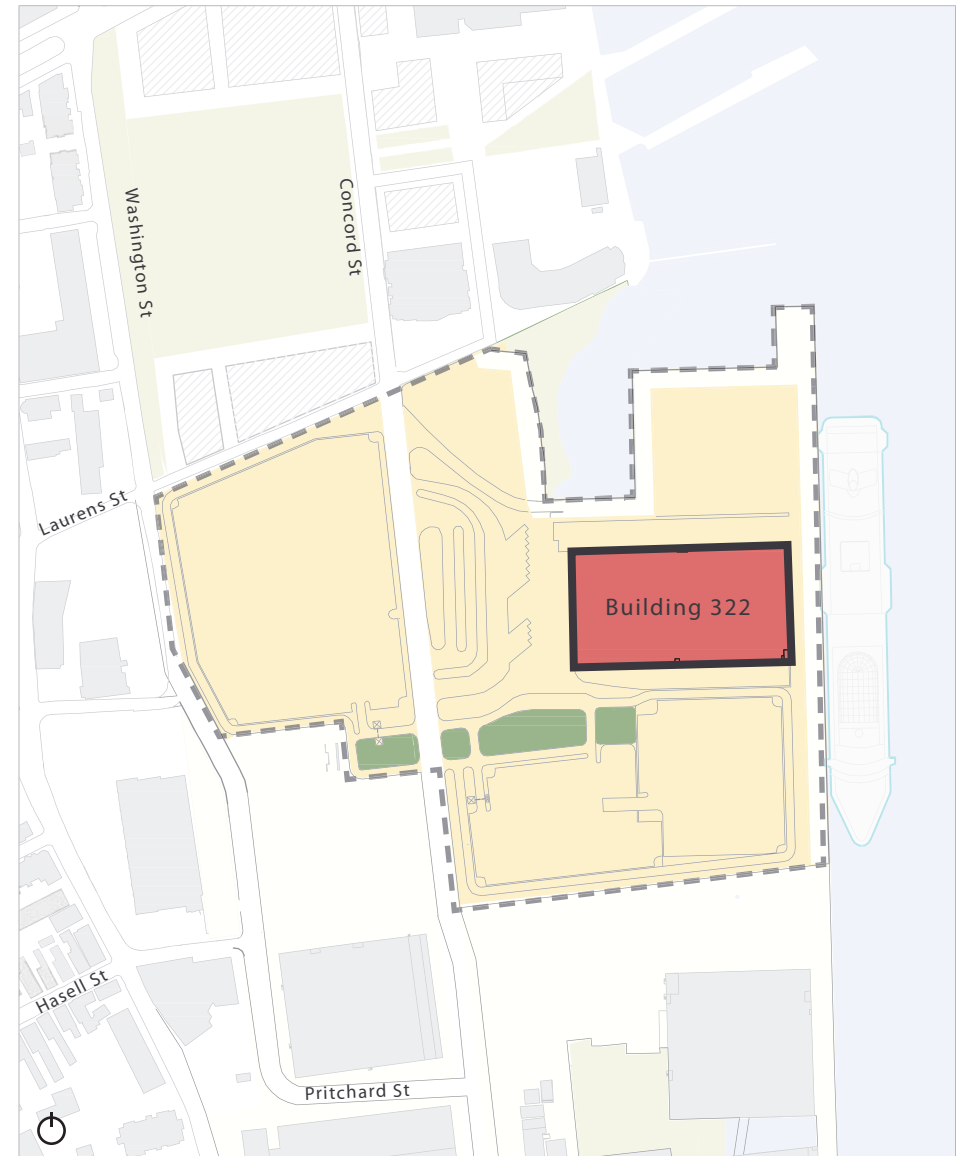 Washington St
Concord St
Laurens St
Building 322
Hasell St
Pritchard St